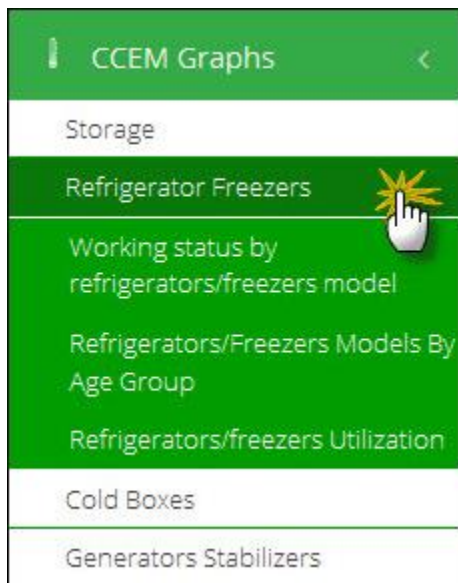 CCEM Graphs
Storage
Refrigerator Freezers
Working status by
refrigerators/freezers model
Refrigerators/Freezers Models By
Age Group
Refrigerators/freezers Utilization
Cold Boxes
Generators Stabilizers